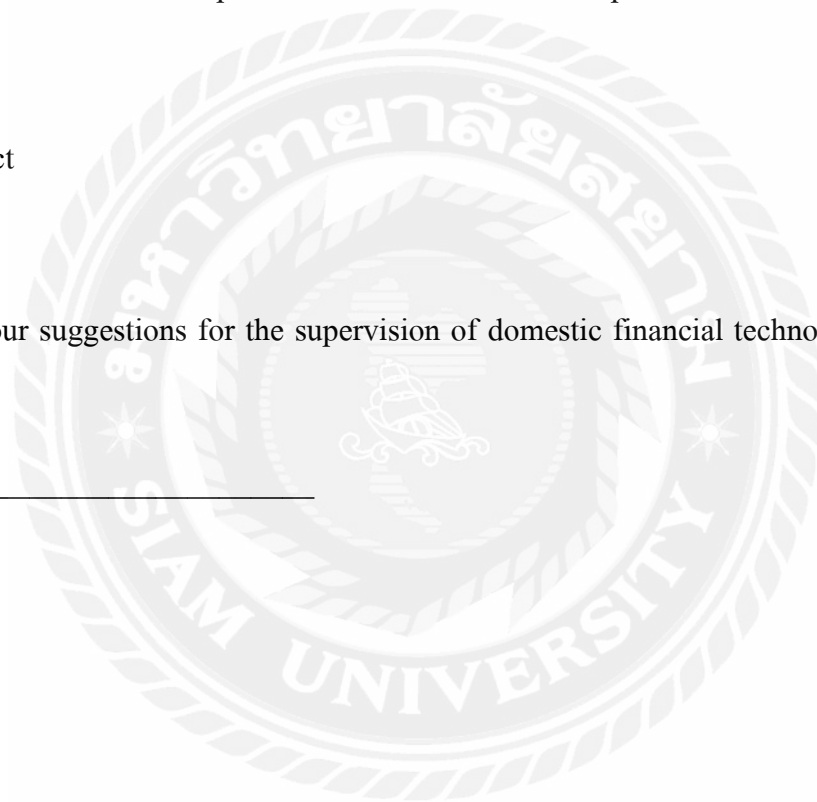 ct
our suggestions for the supervision of domestic financial techno
มหาวิทยาลัยสยาม
SIAM UNIVERSITY